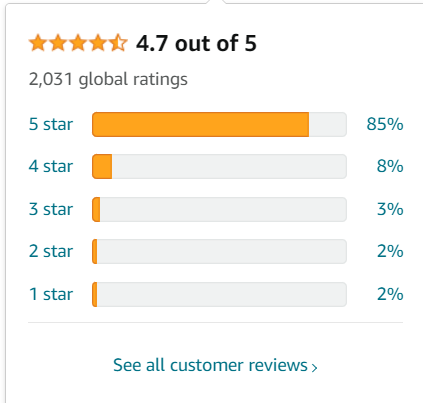 4.7 out of 5
2,031 global ratings
5 star 85%
4 star 8%
3 star 3%
2 star 2%
1 star 2%
See all customer reviews ›